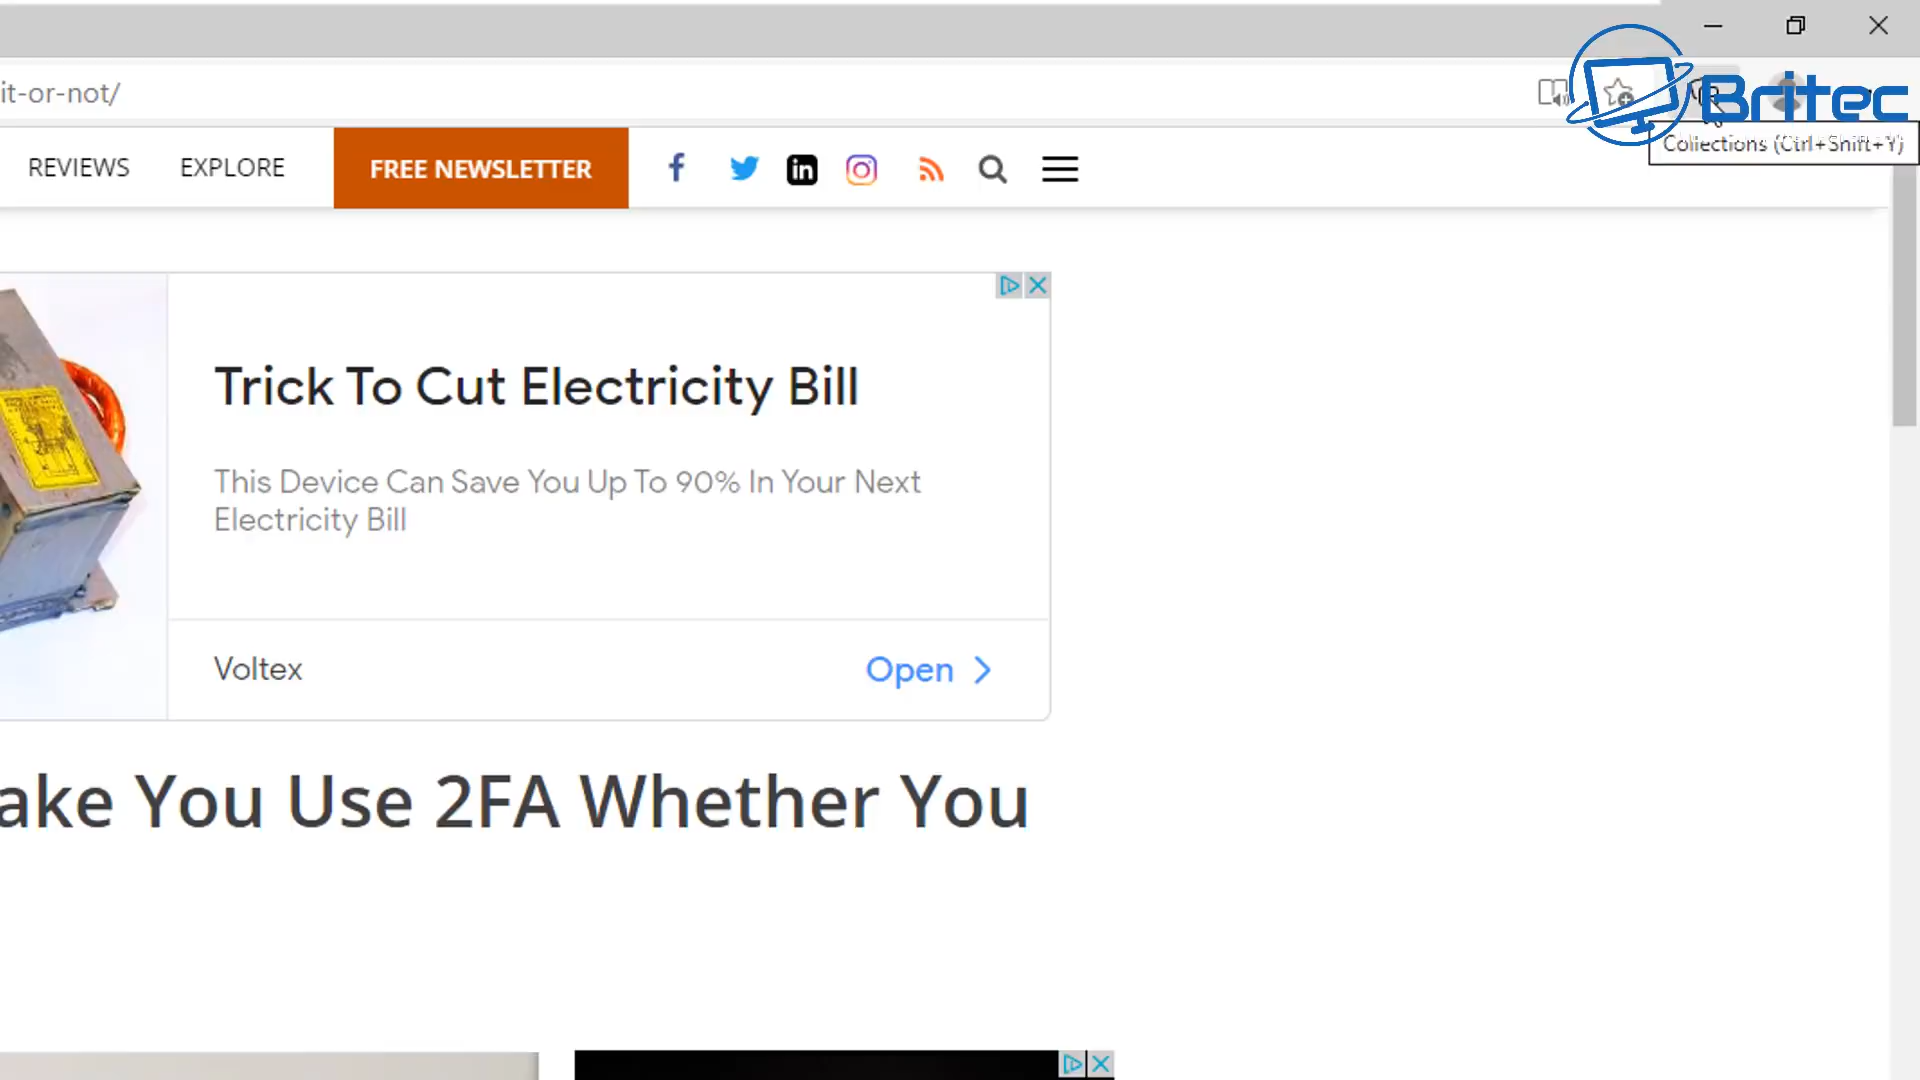 it-or-not/
Britec
Collections (Ctrl+Shift+Y)
REVIEWS
EXPLORE
FREE NEWSLETTER
Trick To Cut Electricity Bill
This Device Can Save You Up To 90% In Your Next
Electricity Bill
Voltex
Open
ake You Use 2FA Whether You